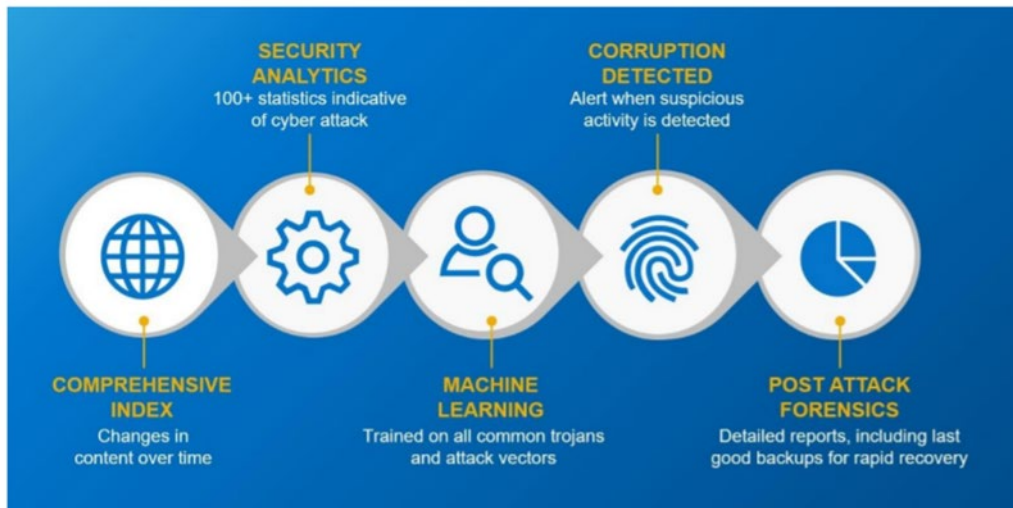 SECURITY
ANALYTICS
100+ statistics indicative
of cyber attack
CORRUPTION
DETECTED
Alert when suspicious
activity is detected
COMPREHENSIVE
INDEX
Changes in
content over time
MACHINE
LEARNING
Trained on all common trojans
and attack vectors
POST ATTACK
FORENSICS
Detailed reports, including last
good backups for rapid recovery